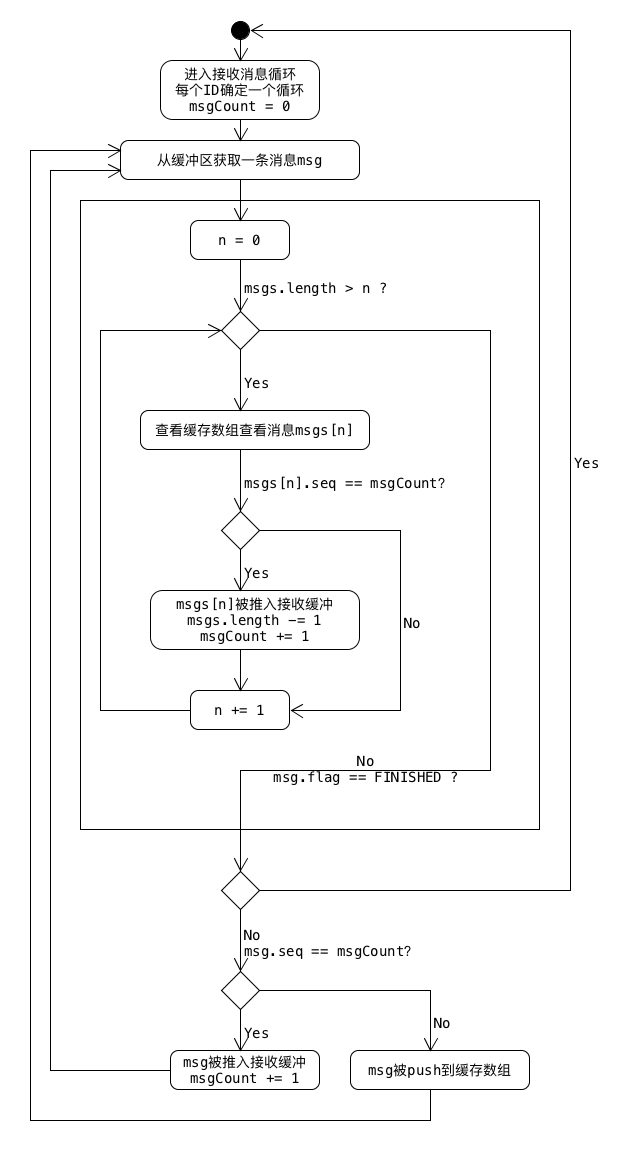 进入接收消息循环
每个ID确定一个循环
msgCount = 0
从缓冲区获取一条消息msg
n = 0
msgs.length > n ?
Yes
查看缓存数组查看消息msgs[n]
Yes
msgs[n].seq == msgCount?
Yes
msgs[n]被推入接收缓冲
msgs.length -= 1
msgCount += 1
No
n += 1
No
msg.flag == FINISHED ?
No
msg.seq == msgCount?
No
Yes
msg被推入接收缓冲
msgCount += 1
msg被push到缓存数组